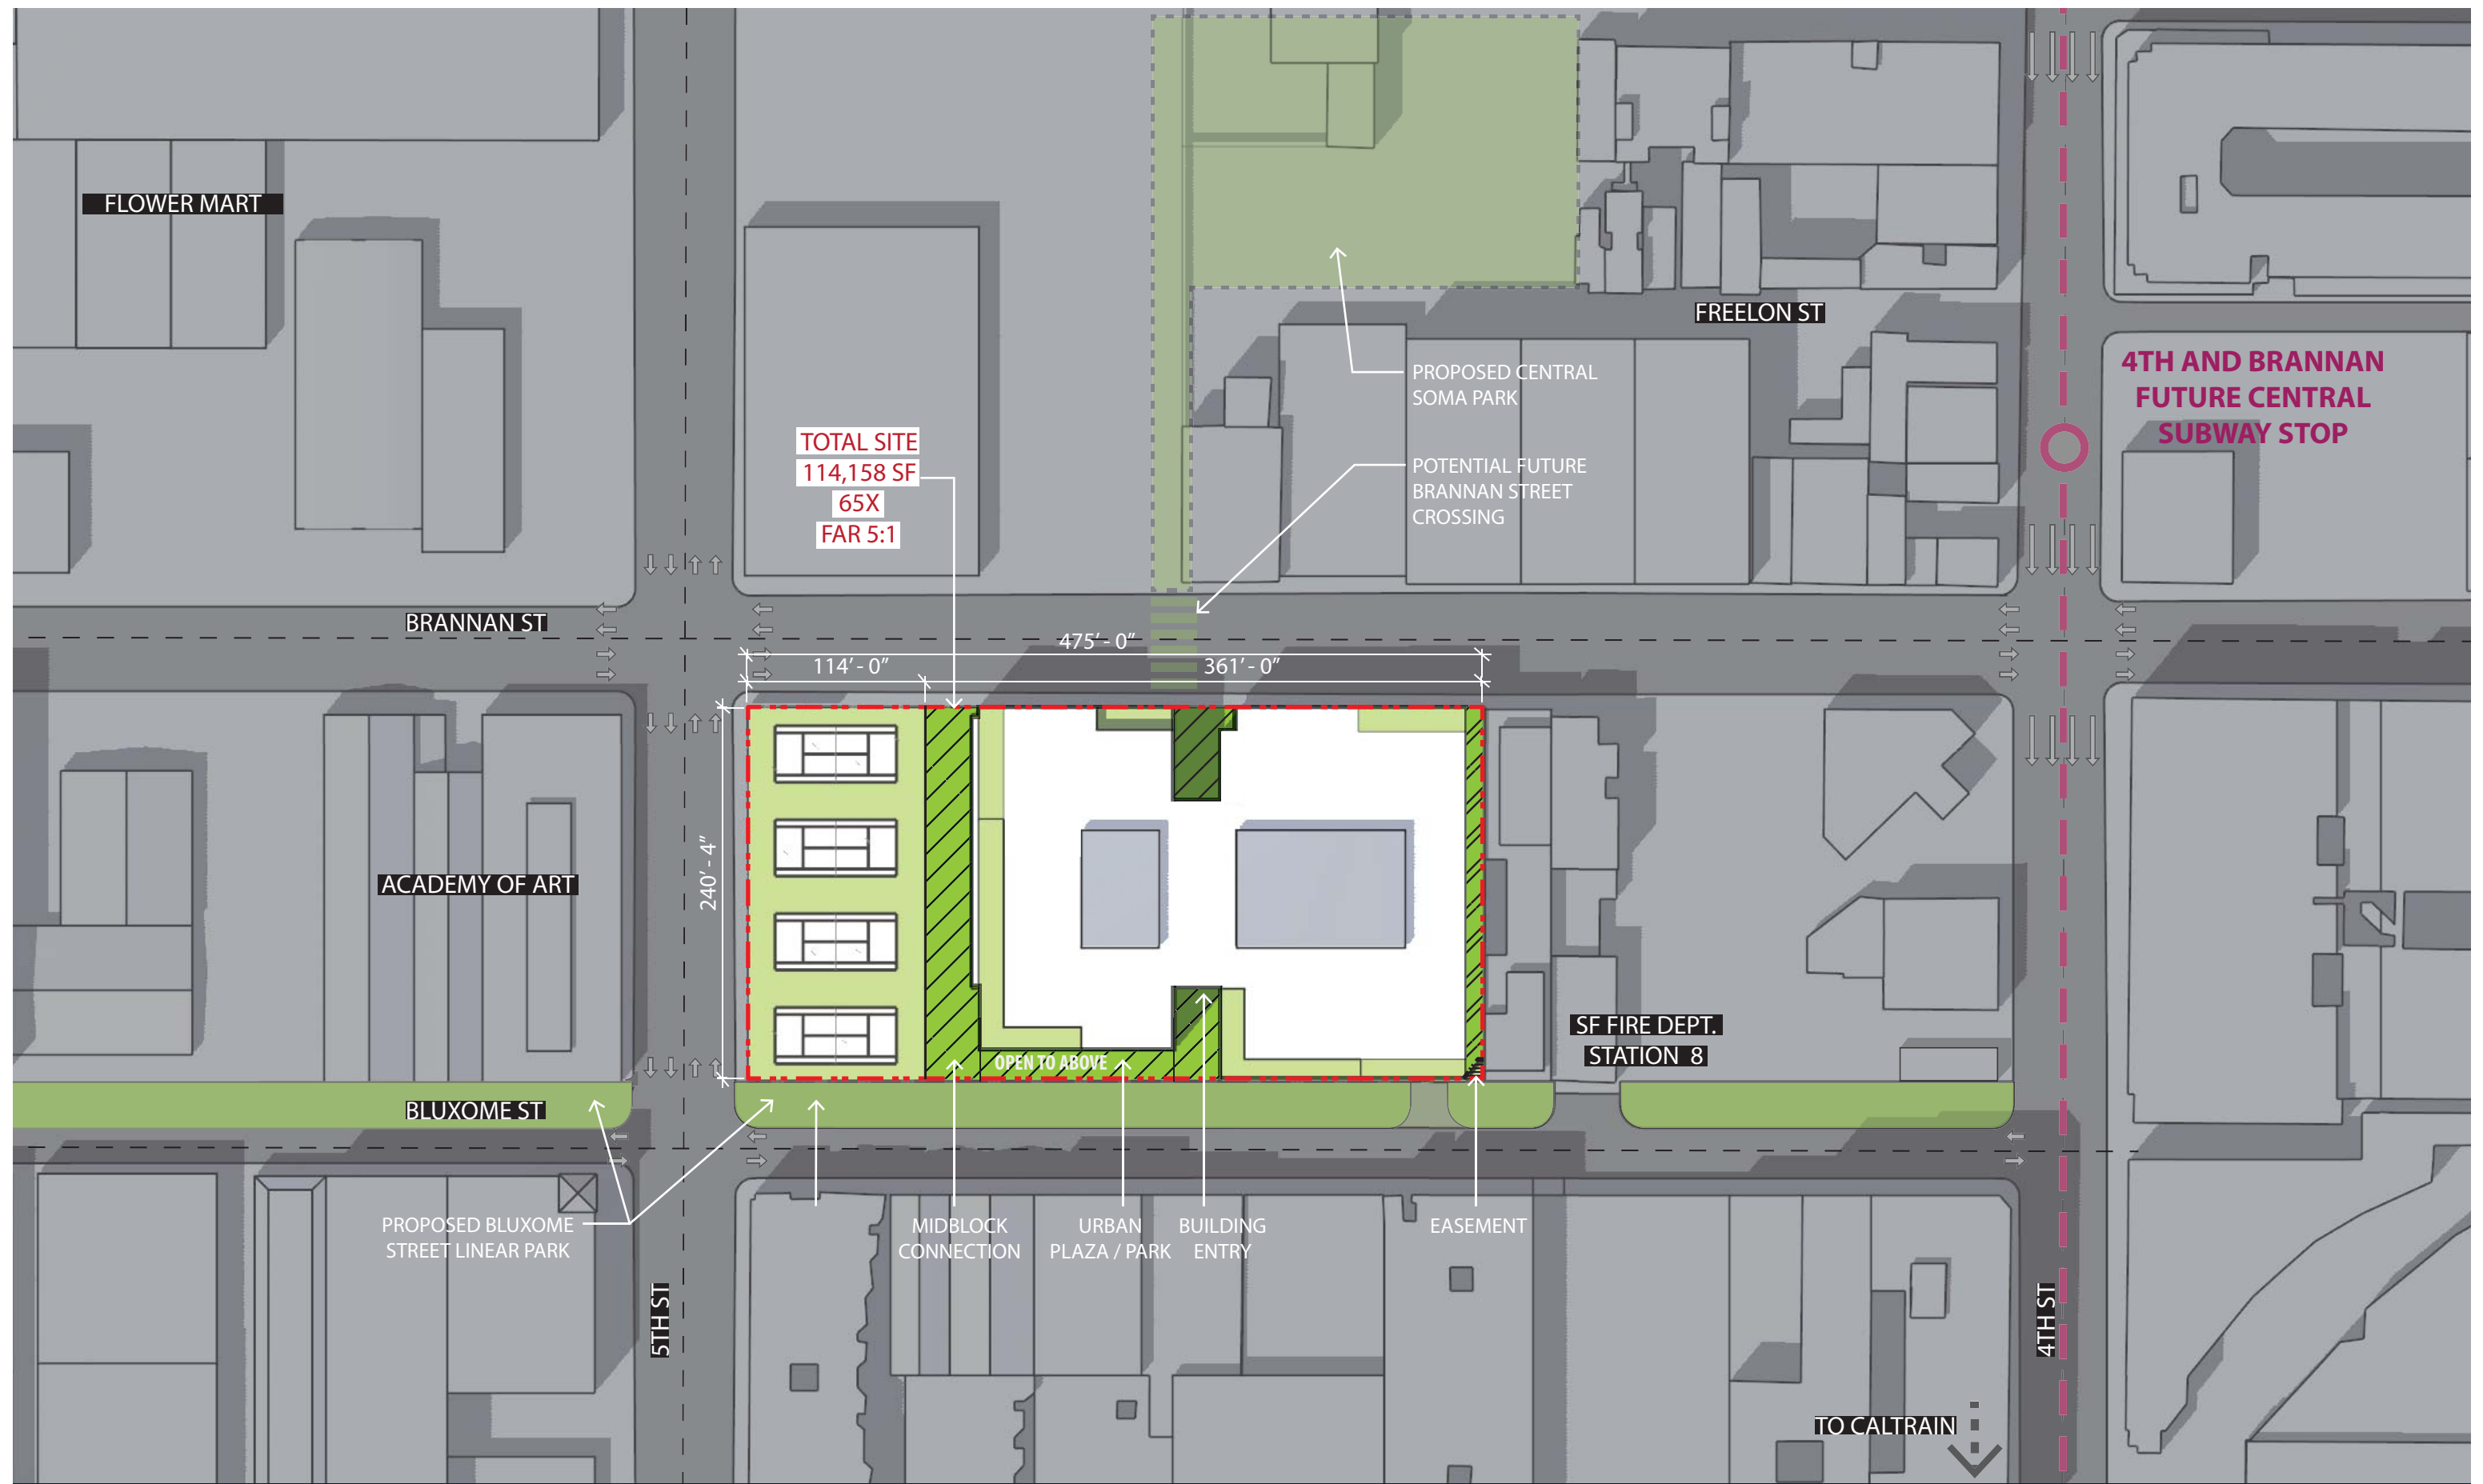 FLOWER MART
FREELON ST
4TH AND BRANNAN
FUTURE CENTRAL
SUBWAY STOP
PROPOSED CENTRAL
SOMA PARK
TOTAL SITE
114,158 SF
65X
FAR 5:1
POTENTIAL FUTURE
BRANNAN STREET
CROSSING
BRANNAN ST
475' - 0"
114' - 0"
361' - 0"
240' - 4"
ACADEMY OF ART
SF FIRE DEPT.
STATION 8
OPEN TO ABOVE
BLUXOME ST
PROPOSED BLUXOME
STREET LINEAR PARK
MIDBLOCK
CONNECTION
URBAN
PLAZA / PARK
BUILDING
ENTRY
EASEMENT
5TH ST
4TH ST
TO CALTRAIN